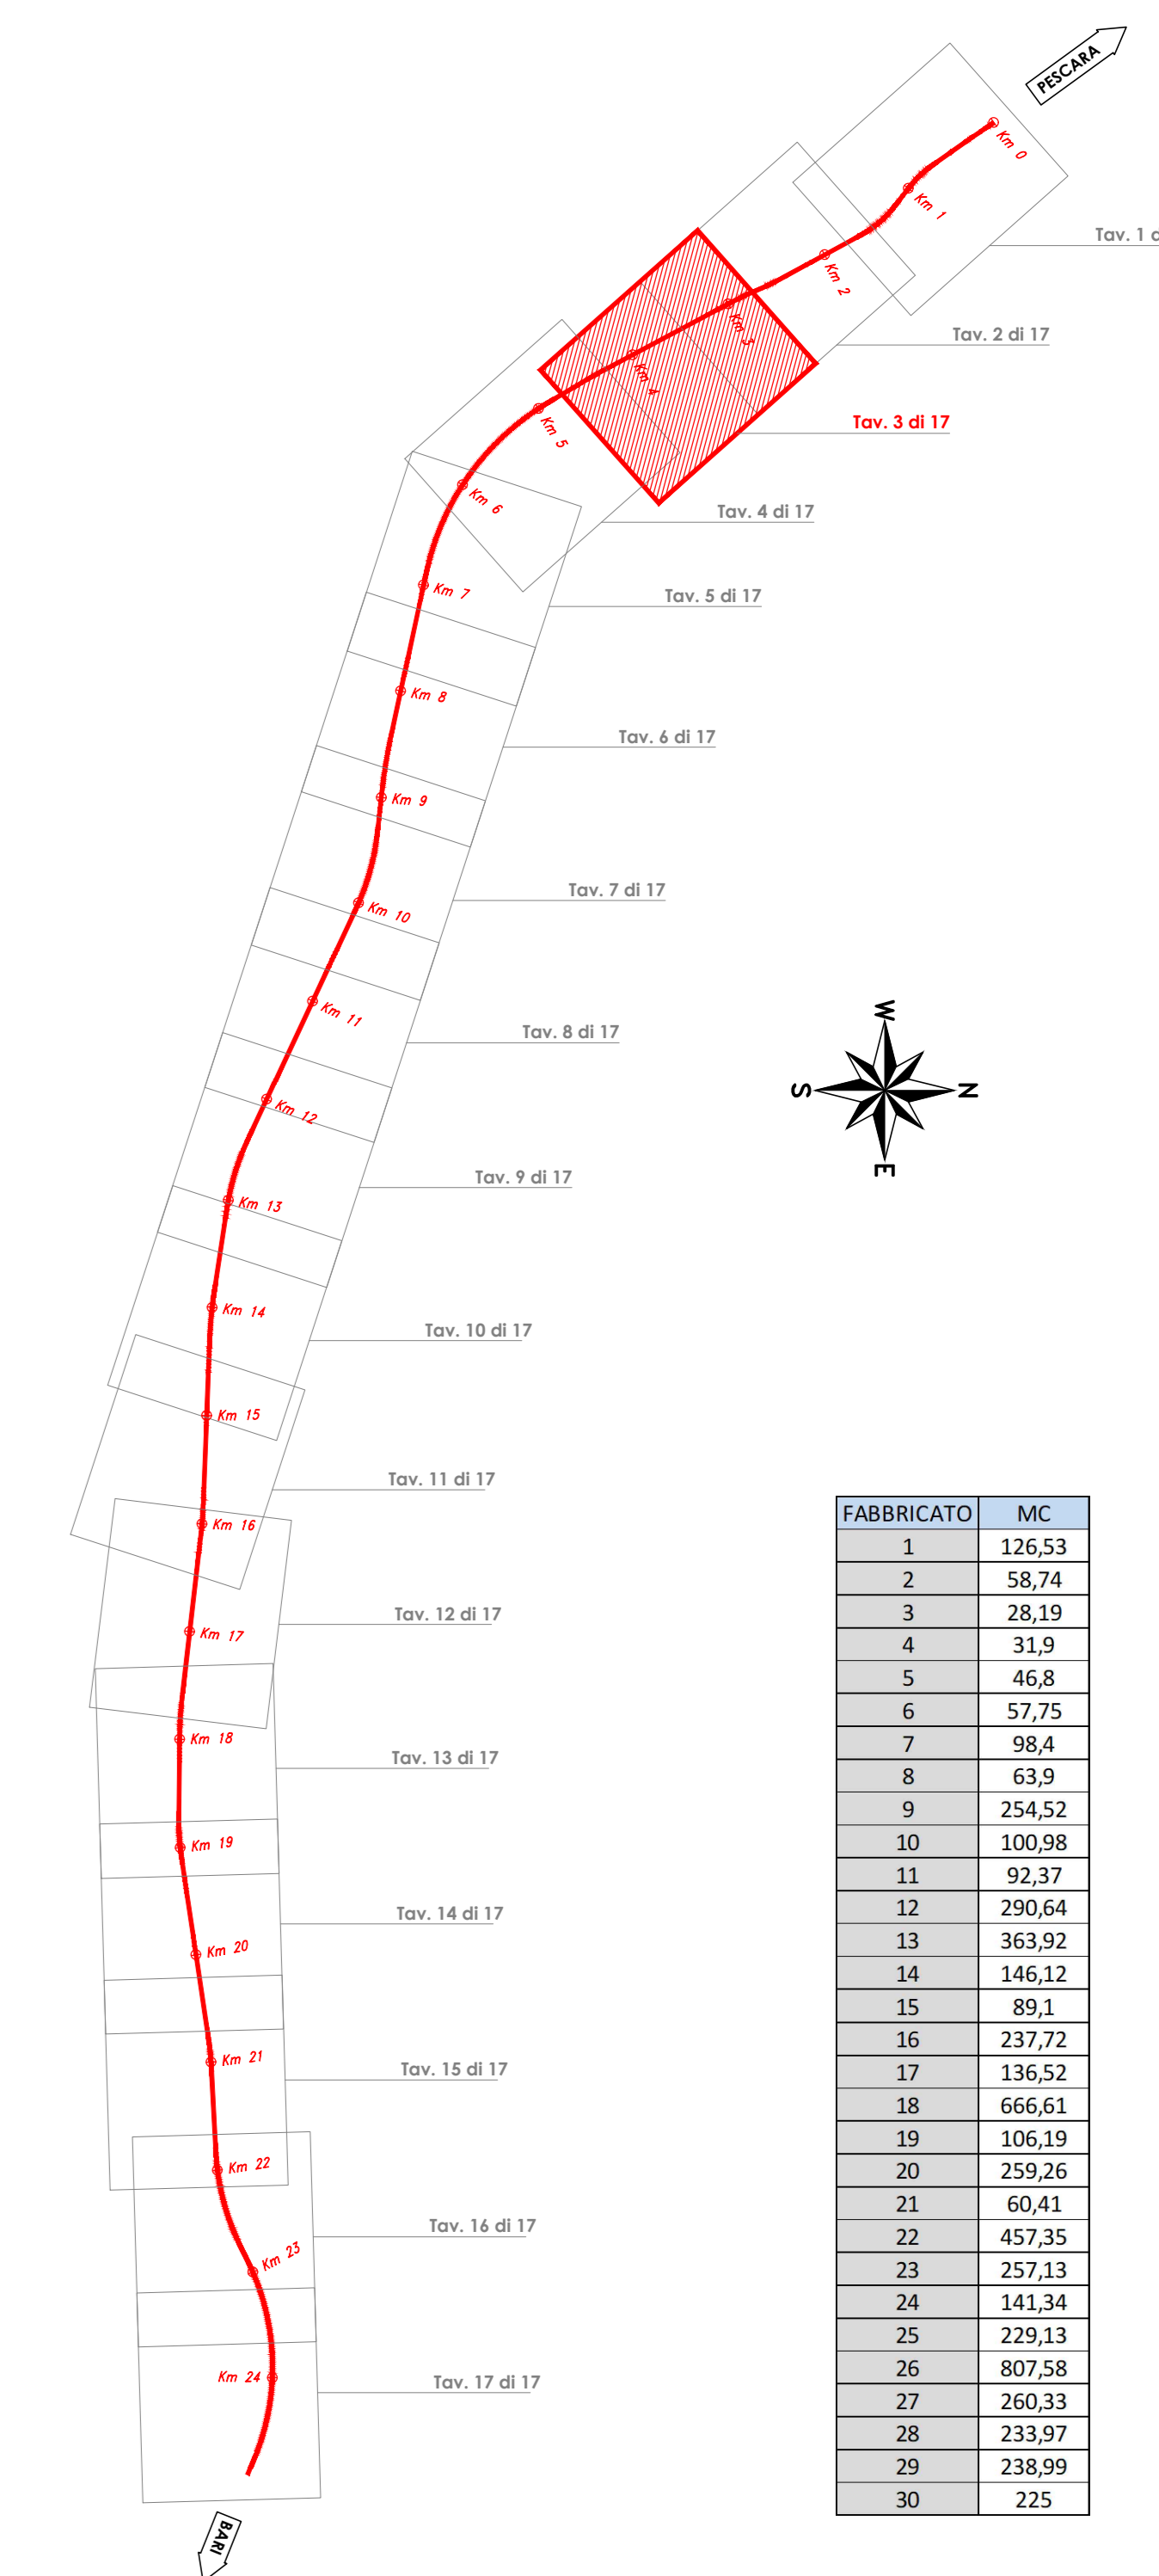 PESCARA
Km 0
Km 1
Tav. 1 d
Km 2
Tav. 2 di 17
Km 3
Km 4
Tav. 3 di 17
Km 5
Km 6
Tav. 4 di 17
Km 7
Tav. 5 di 17
Km 8
Tav. 6 di 17
Km 9
Tav. 7 di 17
Km 10
Km 11
Tav. 8 di 17
W
S
N
E
Km 12
Tav. 9 di 17
Km 13
Km 14
Tav. 10 di 17
Km 15
Tav. 11 di 17
Km 16
Tav. 12 di 17
Km 17
Km 18
Tav. 13 di 17
Km 19
Tav. 14 di 17
Km 20
Km 21
Tav. 15 di 17
Km 22
Tav. 16 di 17
Km 23
Km 24
Tav. 17 di 17
BARI
FABBRICATO MC
1 126,53
2 58,74
3 28,19
4 31,9
5 46,8
6 57,75
7 98,4
8 63,9
9 254,52
10 100,98
11 92,37
12 290,64
13 363,92
14 146,12
15 89,1
16 237,72
17 136,52
18 666,61
19 106,19
20 259,26
21 60,41
22 457,35
23 257,13
24 141,34
25 229,13
26 807,58
27 260,33
28 233,97
29 238,99
30 225